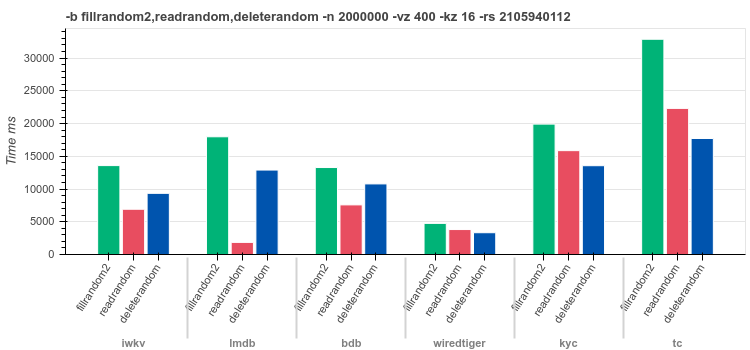 -b fillrandom2,readrandom,deleterandom -n 2000000 -vz 400 -kz 16 -rs 2105940112
Time ms
30000
25000
20000
15000
10000
5000
0
fillrandom2 readrandom deleterandom fillrandom2 readrandom deleterandom fillrandom2 readrandom deleterandom fillrandom2 readrandom deleterandom fillrandom2 readrandom deleterandom fillrandom2 readrandom deleterandom
iwkv lmdb bdb wiredtiger kyc tc